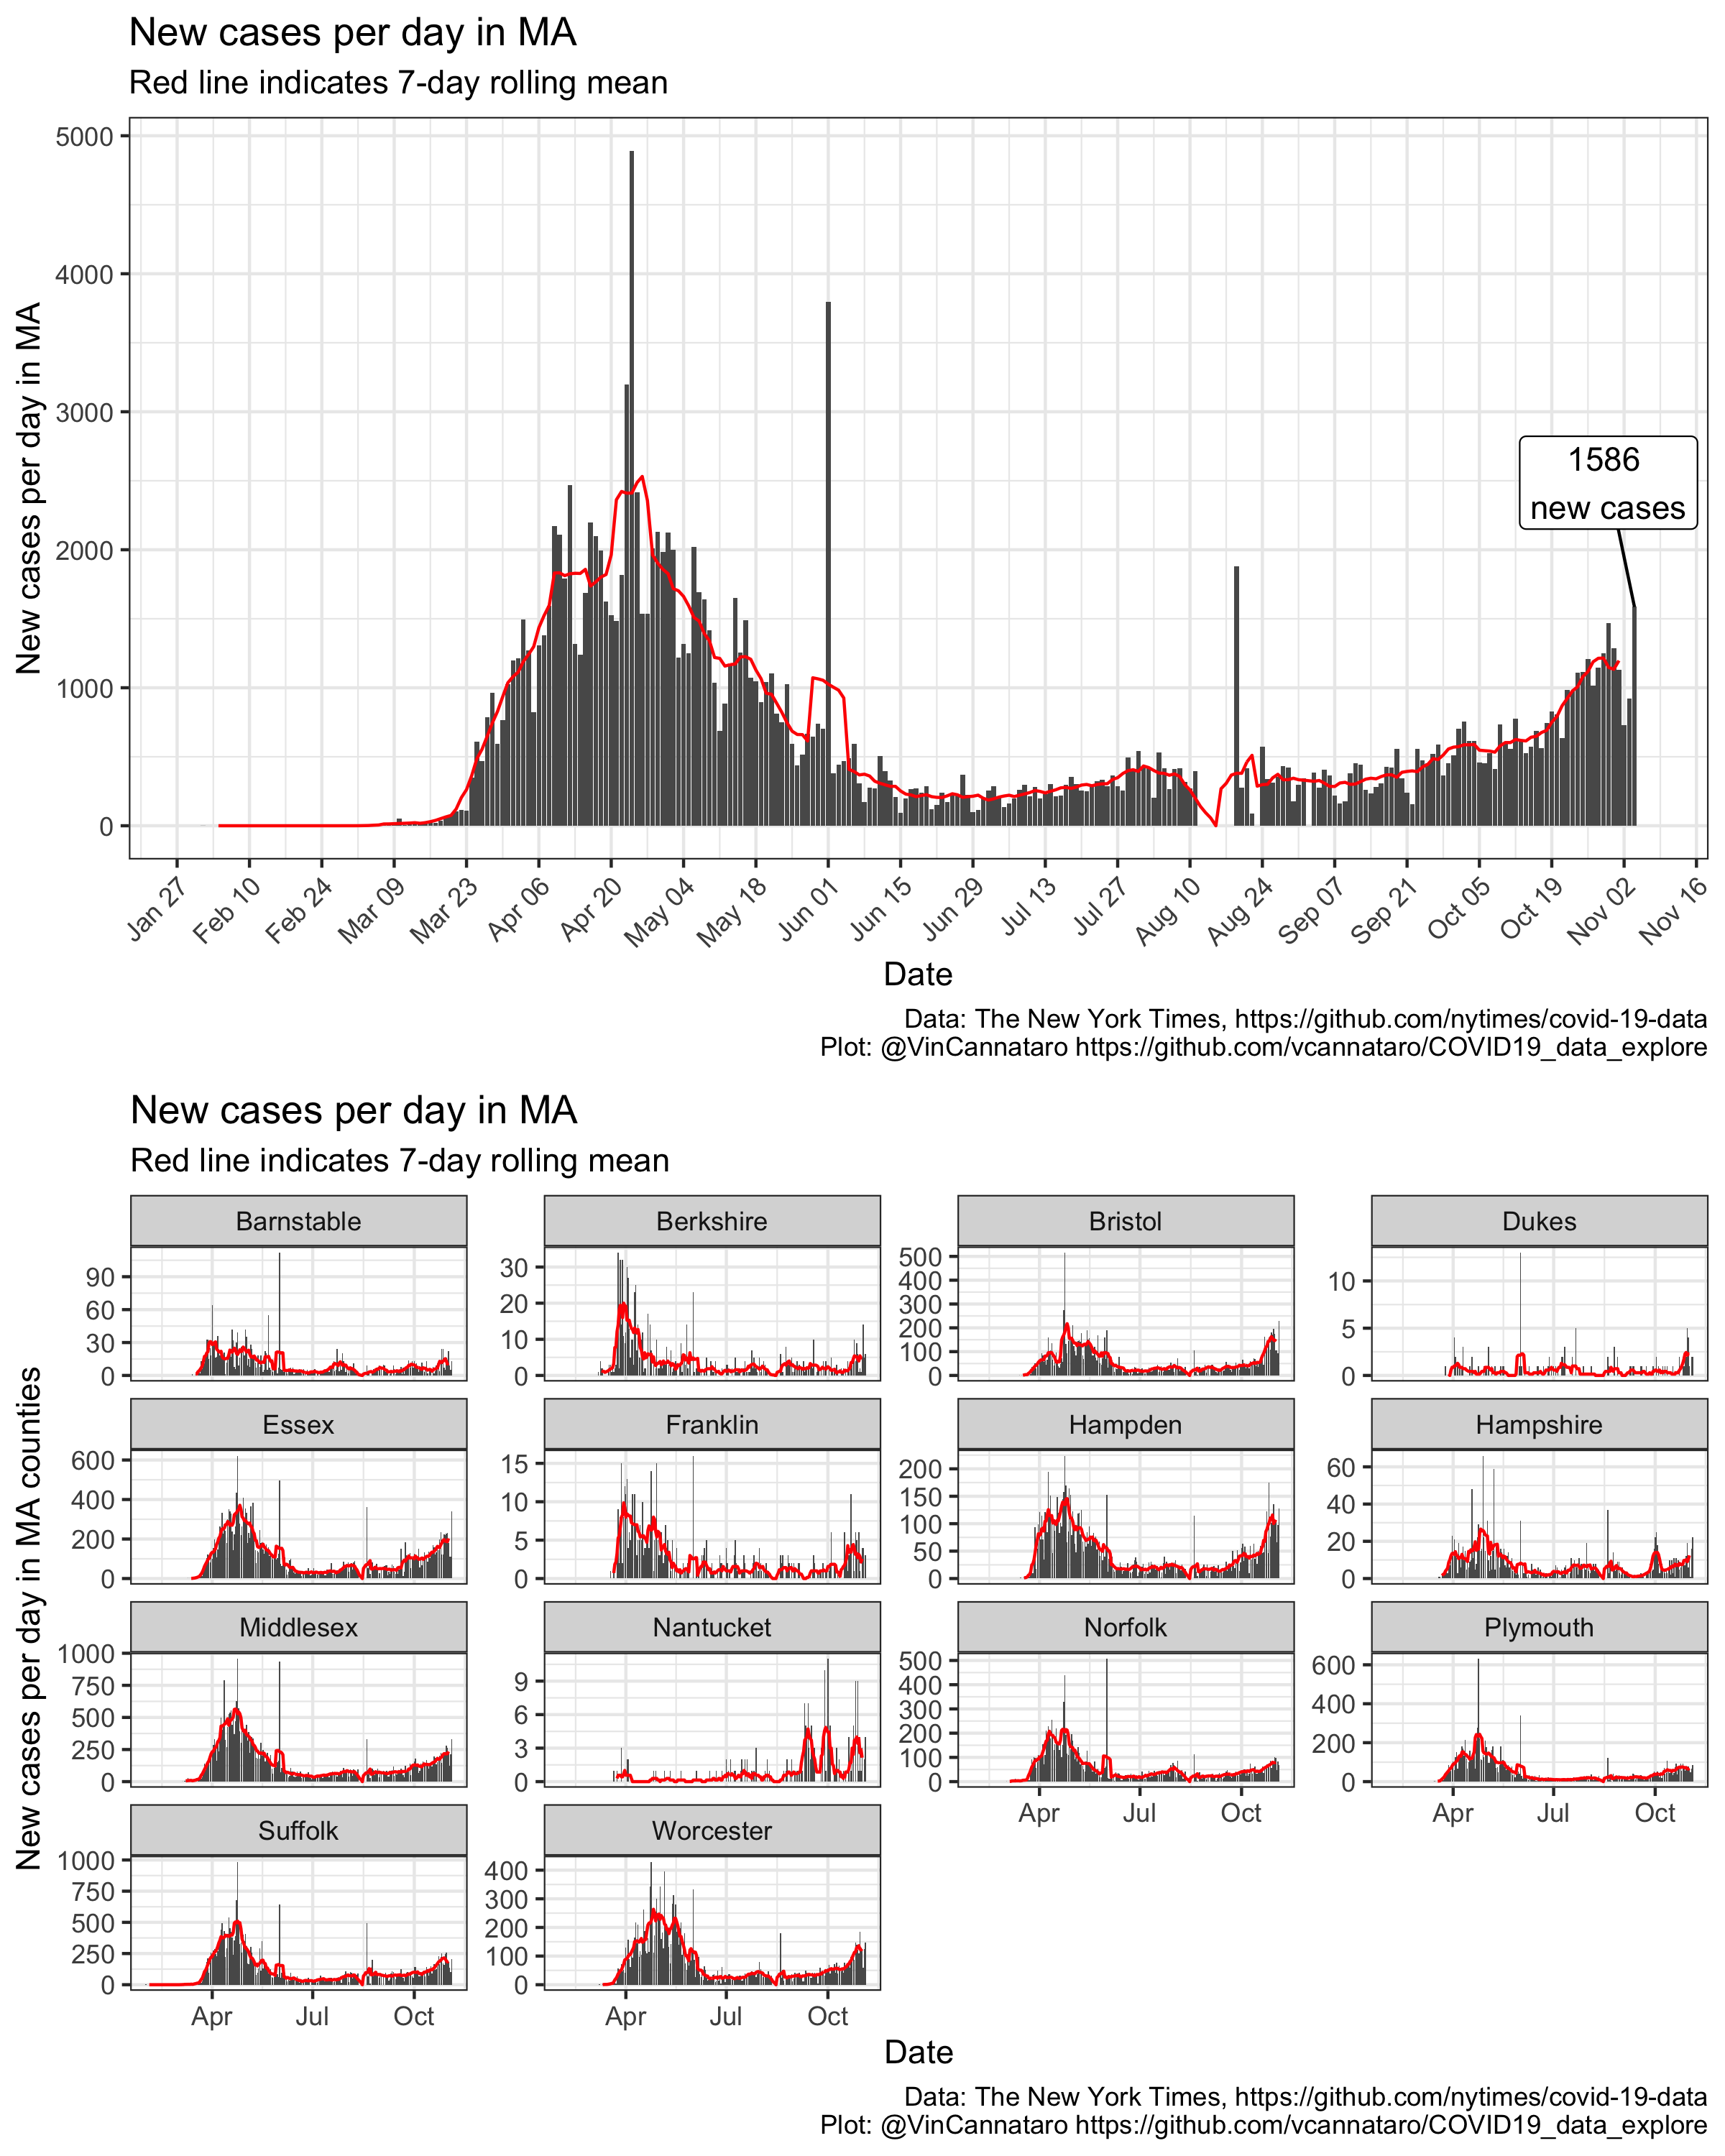 New cases per day in MA
Red line indicates 7-day rolling mean
New cases per day in MA
5000
4000
3000
2000
1000
0
1586
new cases
Jan 27
Feb 10
Feb 24
Mar 09
Mar 23
Apr 06
Apr 20
May 04
May 18
Jun 01
Jun 15
Jun 29
Jul 13
Jul 27
Aug 10
Aug 24
Sep 07
Sep 21
Oct 05
Oct 19
Nov 02
Nov 16
Date
Data: The New York Times, https://github.com/nytimes/covid-19-data
Plot: @VinCannataro https://github.com/vcannataro/COVID19_data_explore
New cases per day in MA
Red line indicates 7-day rolling mean
New cases per day in MA counties
Barnstable
90
60
30
0
Berkshire
30
20
10
0
Bristol
500
400
300
200
100
0
Dukes
10
5
0
Essex
600
400
200
0
Franklin
15
10
5
0
Hampden
200
150
100
50
0
Hampshire
60
40
20
0
Middlesex
1000
750
500
250
0
Nantucket
9
6
3
0
Norfolk
500
400
300
200
100
0
Apr Jul Oct
Plymouth
600
400
200
0
Apr Jul Oct
Suffolk
1000
750
500
250
0
Apr Jul Oct
Worcester
400
300
200
100
0
Apr Jul Oct
Date
Data: The New York Times, https://github.com/nytimes/covid-19-data
Plot: @VinCannataro https://github.com/vcannataro/COVID19_data_explore